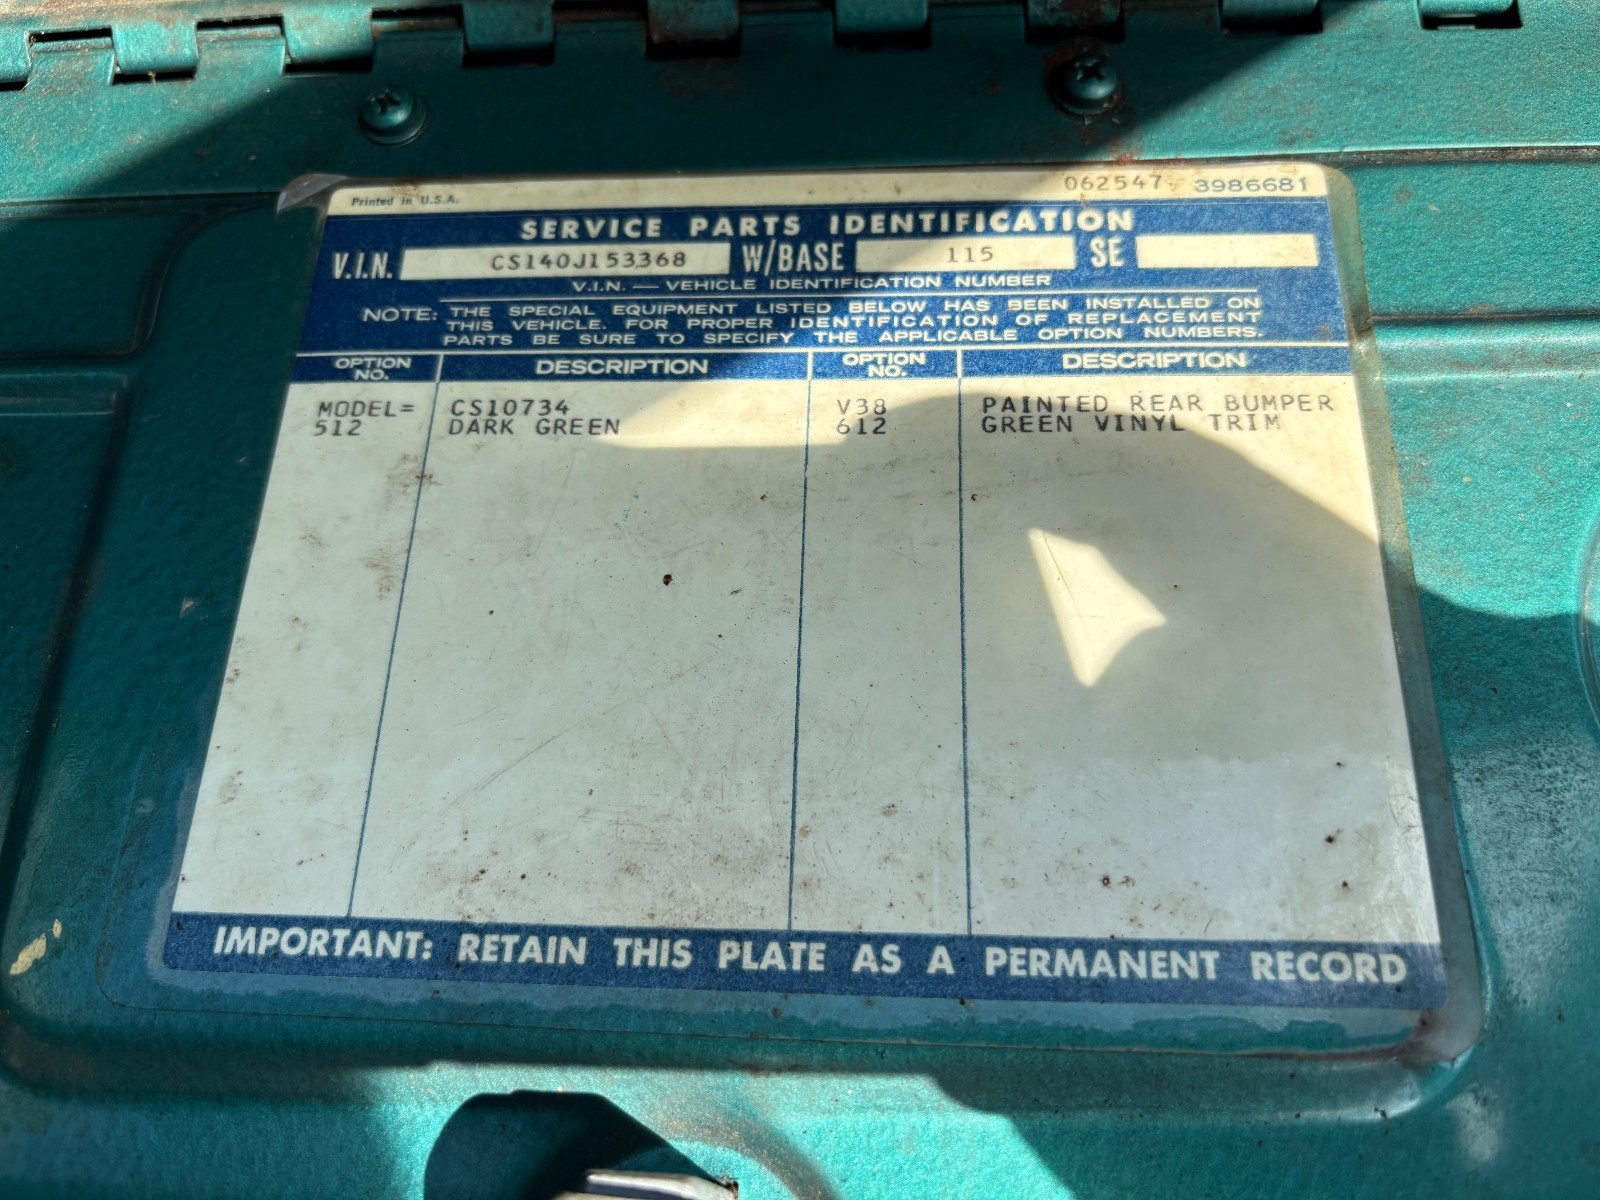 Printed in U.S.A. 062547 3986681
SERVICE PARTS IDENTIFICATION
V.I.N. CS140J153368 W/BASE 115 SE
V.I.N. — VEHICLE IDENTIFICATION NUMBER
NOTE: THE SPECIAL EQUIPMENT LISTED BELOW HAS BEEN INSTALLED ON
THIS VEHICLE. FOR PROPER IDENTIFICATION OF REPLACEMENT
PARTS BE SURE TO SPECIFY THE APPLICABLE OPTION NUMBERS.
OPTION NO. DESCRIPTION OPTION NO. DESCRIPTION
MODEL= CS10734 V38 PAINTED REAR BUMPER
512 DARK GREEN 612 GREEN VINYL TRIM
IMPORTANT: RETAIN THIS PLATE AS A PERMANENT RECORD